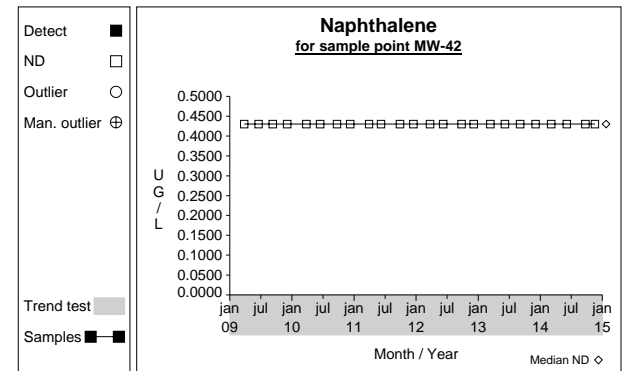 Detect
ND
Outlier
Man. outlier
Trend test
Samples
Naphthalene
for sample point MW-42
UG/L
0.5000
0.4500
0.4000
0.3500
0.3000
0.2500
0.2000
0.1500
0.1000
0.0500
0.0000
jan jul jan jul jan jul jan jul jan jul jan jul jan
09 10 11 12 13 14 15
Month / Year
Median ND